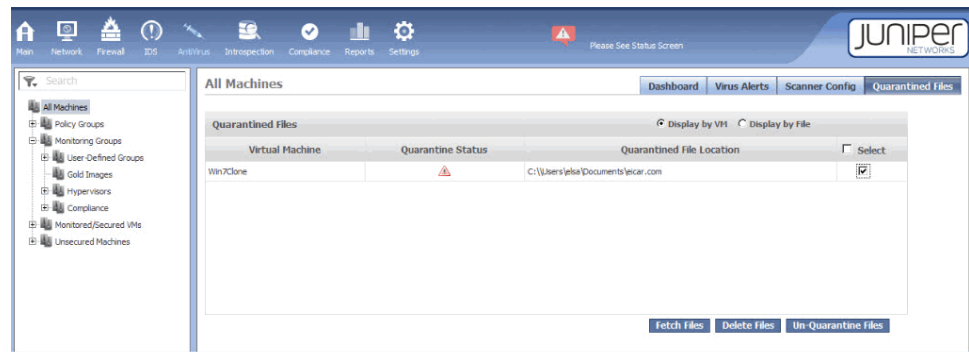 Main Network Firewall IDS AntiVirus Introspection Compliance Reports Settings
Please See Status Screen
JUNIPER NETWORKS
Search
All Machines
Policy Groups
Monitoring Groups
User-Defined Groups
Gold Images
Hypervisors
Compliance
Monitored/Secured VMs
Unsecured Machines
All Machines
Dashboard Virus Alerts Scanner Config Quarantined Files
Quarantined Files Display by VM Display by File
Virtual Machine Quarantine Status Quarantined File Location Select
Win7Clone C:\\Users\elsa\Documents\eicar.com
Fetch Files Delete Files Un-Quarantine Files